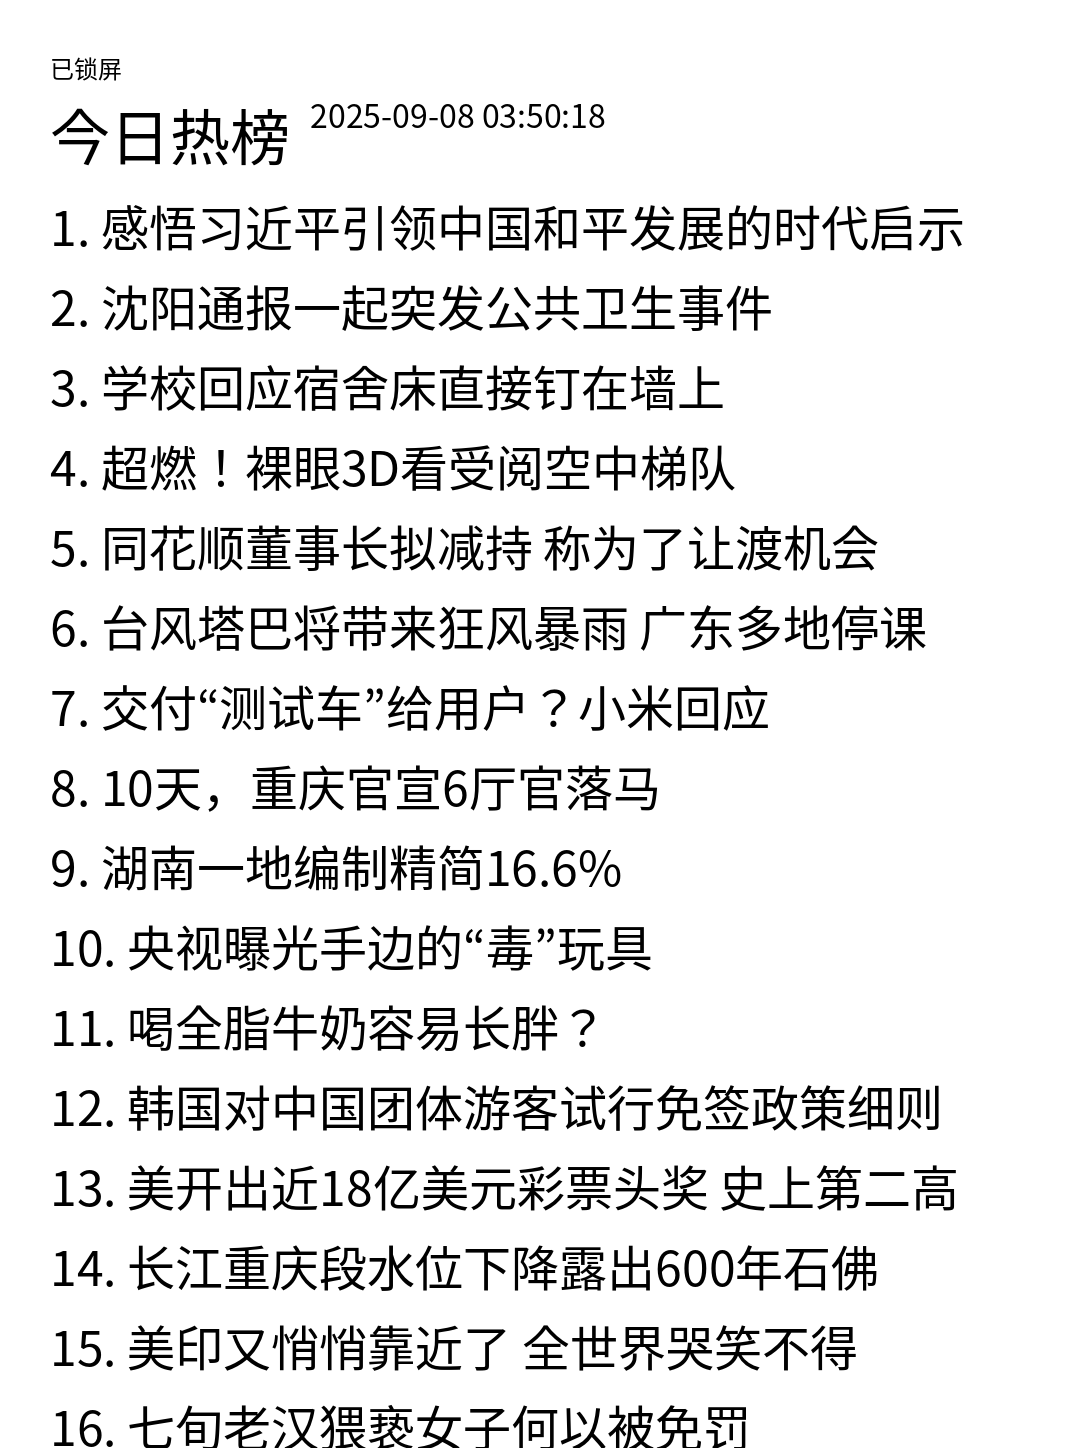 已锁屏
今日热榜 2025-09-08 03:50:18
1. 感悟习近平引领中国和平发展的时代启示
2. 沈阳通报一起突发公共卫生事件
3. 学校回应宿舍床直接钉在墙上
4. 超燃！裸眼3D看受阅空中梯队
5. 同花顺董事长拟减持 称为了让渡机会
6. 台风塔巴将带来狂风暴雨 广东多地停课
7. 交付“测试车”给用户？小米回应
8. 10天，重庆官宣6厅官落马
9. 湖南一地编制精简16.6%
10. 央视曝光手边的“毒”玩具
11. 喝全脂牛奶容易长胖？
12. 韩国对中国团体游客试行免签政策细则
13. 美开出近18亿美元彩票头奖 史上第二高
14. 长江重庆段水位下降露出600年石佛
15. 美印又悄悄靠近了 全世界哭笑不得
16. 七旬老汉猥亵女子何以被免罚